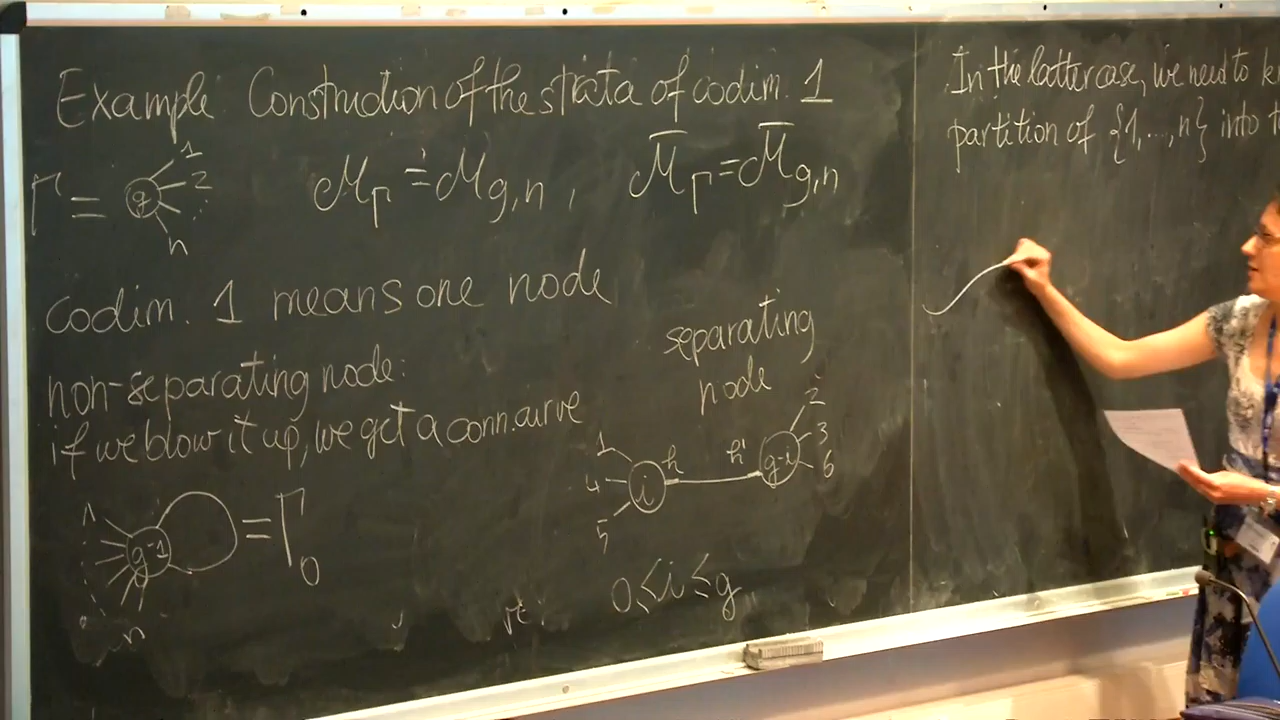 Example: Construction of the strata of codim. 1
Γ = g 1 2 n
M_Γ = M_{g,n} , M̄_Γ = M̄_{g,n}
codim. 1 means one node
non-separating node:
if we blow it up, we get a conn. curve
1 n g-1 = Γ_0
separating
node
1 4 5 i h h' g-i 2 3 6
0 ≤ i ≤ g
In the latter case, we need to
partition of {1,...,n} into